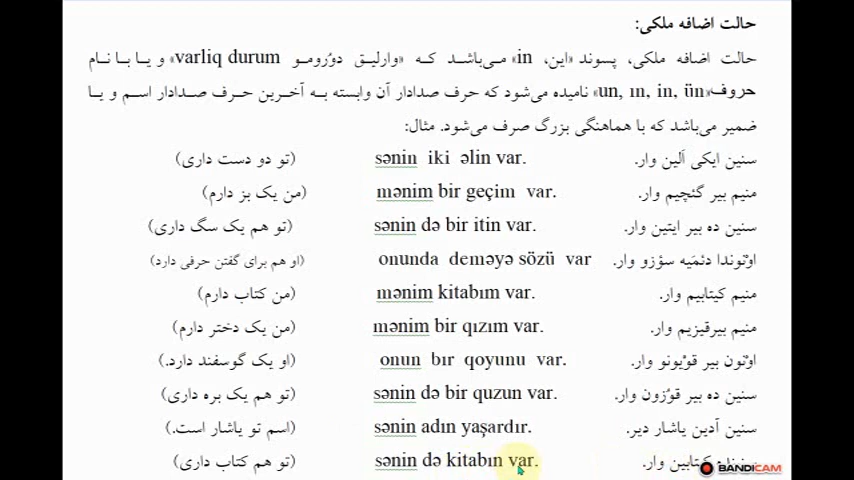 حالت اضافه ملکی:
حالت اضافه ملکی، پسوند «این، in» می‌باشد که «وارلیق دوْرومو varliq durum» و یا با نام
حروف «un, ın, in, ün» نامیده می‌شود که حرف صدادار آن وابسته به آخرین حرف صدادار اسم و یا
ضمیر می‌باشد که با هماهنگی بزرگ صرف می‌شود. مثال:
سنین ایکی اَلین وار. sənin iki əlin var. (تو دو دست داری)
منیم بیر گئچیم وار. mənim bir geçim var. (من یک بز دارم)
سنین ده بیر ایتین وار. sənin də bir itin var. (تو هم یک سگ داری)
اوْنوندا دئمَیه سؤزو وار. onunda deməyə sözü var (او هم برای گفتن حرفی دارد)
منیم کیتابیم وار. mənim kitabım var. (من کتاب دارم)
منیم بیرقیزیم وار. mənim bir qızım var. (من یک دختر دارم)
اوْنون بیر قوْیونو وار. onun bır qoyunu var. (او یک گوسفند دارد.)
سنین ده بیر قوْزون وار. sənin də bir quzun var. (تو هم یک بره داری)
سنین آدین یاشار دیر. sənin adın yaşardır. (اسم تو یاشار است.)
کیتابین وار. sənin də kitabın var. (تو هم کتاب داری)
BANDICAM